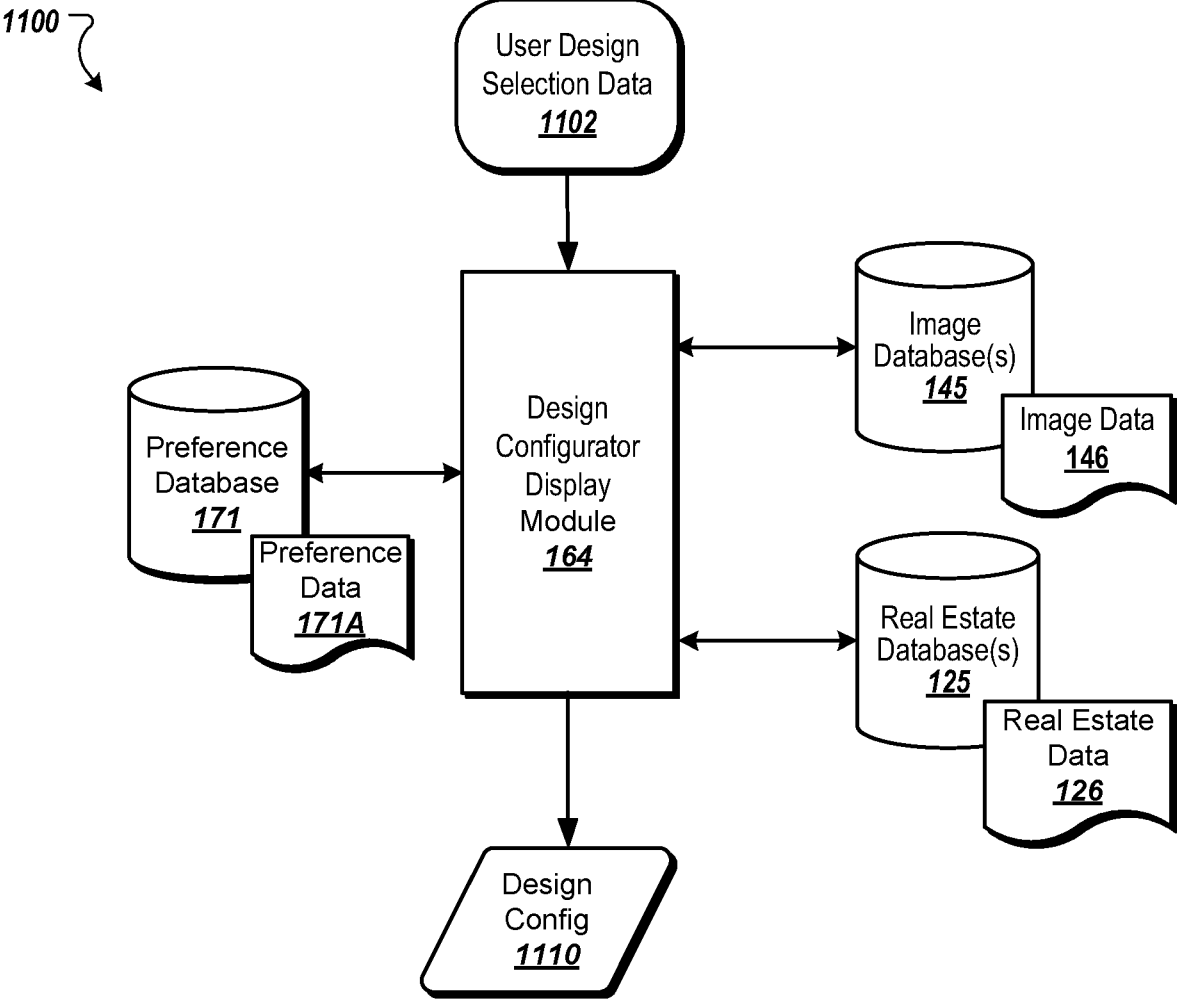 1100
User Design
Selection Data
1102
Image
Database(s)
145
Image Data
146
Preference
Database
171
Preference
Data
171A
Design
Configurator
Display
Module
164
Real Estate
Database(s)
125
Real Estate
Data
126
Design
Config
1110